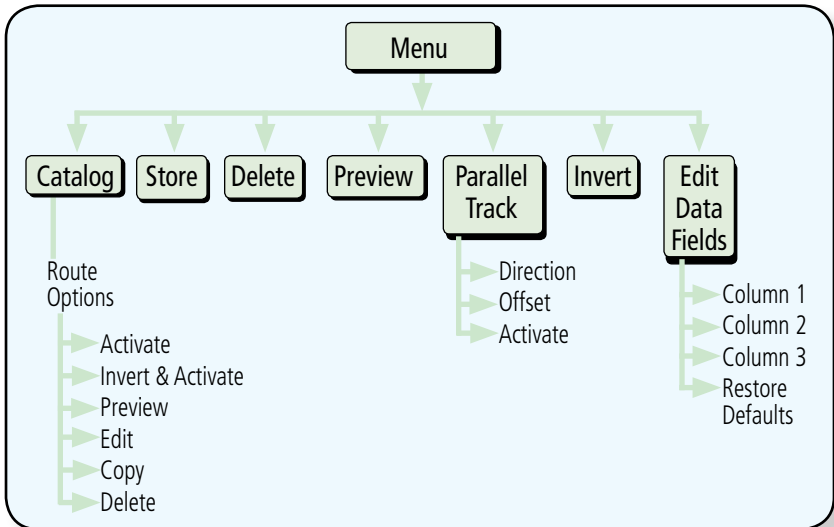 Menu
Catalog
Store
Delete
Preview
Parallel
Track
Invert
Edit
Data
Fields
Route
Options
Activate
Invert & Activate
Preview
Edit
Copy
Delete
Direction
Offset
Activate
Column 1
Column 2
Column 3
Restore
Defaults